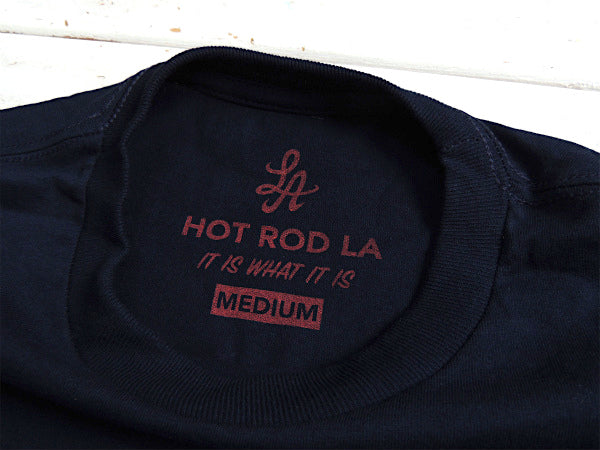 LA
HOT ROD LA
IT IS WHAT IT IS
MEDIUM